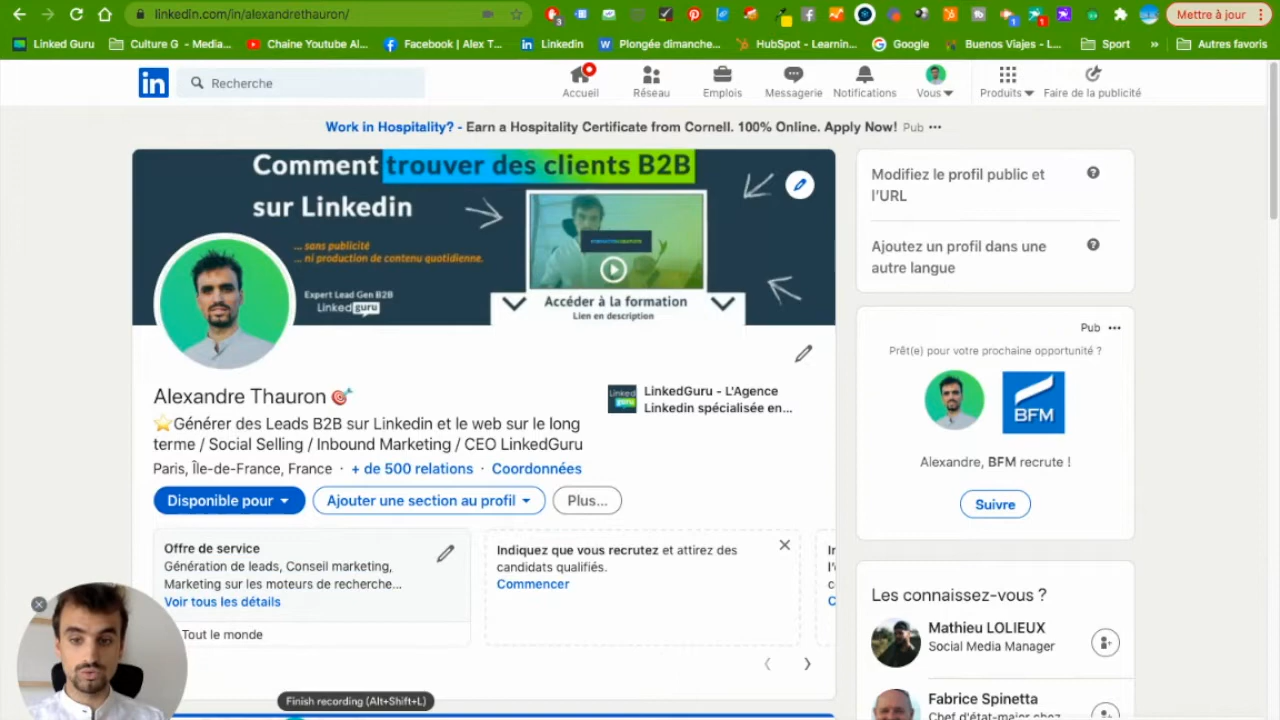 linkedin.com/in/alexandrethauron/
Mettre à jour
Linked Guru
Culture G - Media...
Chaine Youtube Al...
Facebook | Alex T...
Linkedin
Plongée dimanche...
HubSpot - Learnin...
Google
Buenos Viajes - L...
Sport
»
Autres favoris
in
Recherche
Accueil
Réseau
Emplois
Messagerie
Notifications
Vous
Produits
Faire de la publicité
Work in Hospitality? - Earn a Hospitality Certificate from Cornell. 100% Online. Apply Now! Pub
Comment trouver des clients B2B
sur Linkedin
... sans publicité
... ni production de contenu quotidienne.
Expert Lead Gen B2B
Linkedguru
Accéder à la formation
Lien en description
Alexandre Thauron
Générer des Leads B2B sur Linkedin et le web sur le long
terme / Social Selling / Inbound Marketing / CEO LinkedGuru
Paris, Île-de-France, France · + de 500 relations · Coordonnées
Linked
guru
LinkedGuru - L'Agence
Linkedin spécialisée en...
Disponible pour
Ajouter une section au profil
Plus...
Offre de service
Génération de leads, Conseil marketing,
Marketing sur les moteurs de recherche...
Voir tous les détails
Tout le monde
Indiquez que vous recrutez et attirez des
candidats qualifiés.
Commencer
Finish recording (Alt+Shift+L)
Modifiez le profil public et
l'URL
Ajoutez un profil dans une
autre langue
Pub
Prêt(e) pour votre prochaine opportunité ?
BFM
Alexandre, BFM recrute !
Suivre
Les connaissez-vous ?
Mathieu LOLIEUX
Social Media Manager
Fabrice Spinetta
Chef d'état-major chez